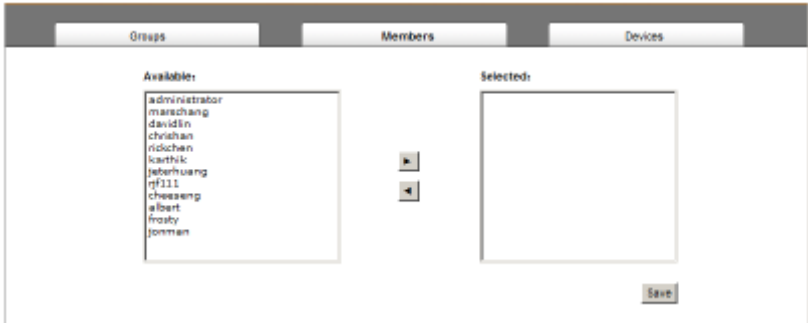 Groups
Members
Devices
Available:
Selected:
administrator
marschang
davidlin
chrishan
rickchen
karthik
jeterhuang
rjf111
cheeseng
albert
frosty
jonman
Save